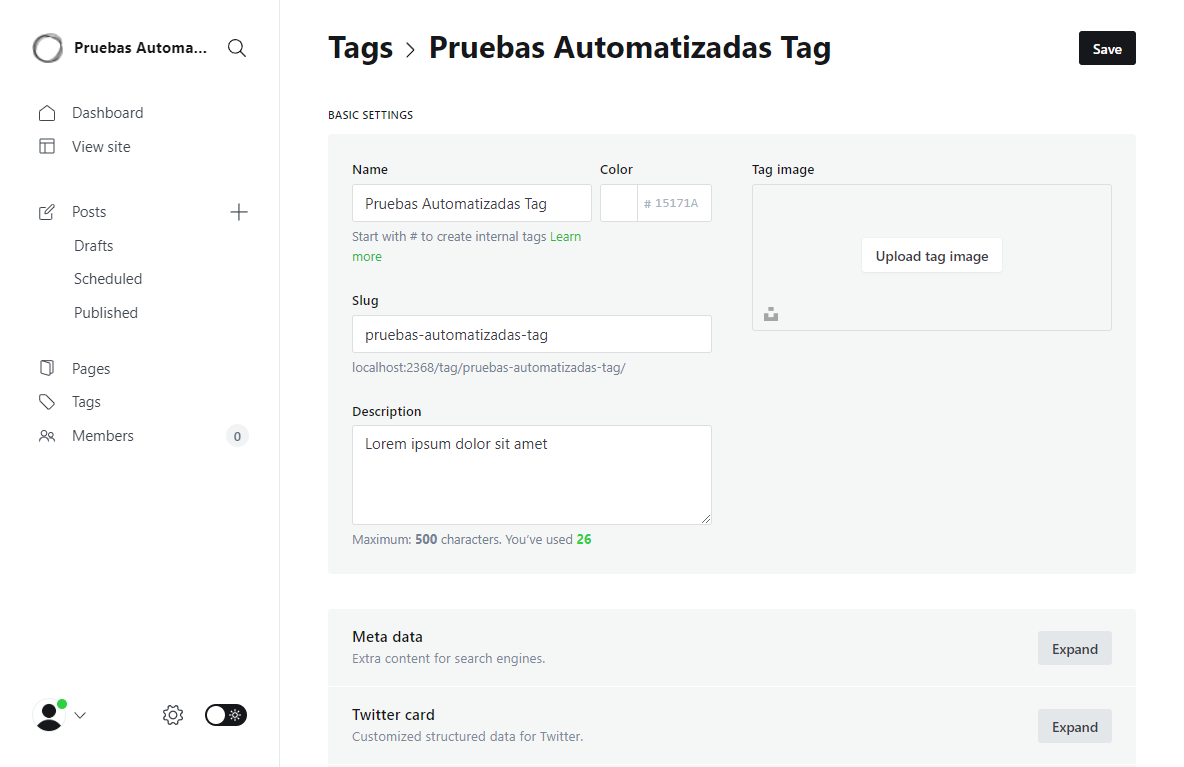 Pruebas Automa...
Dashboard
View site
Posts
Drafts
Scheduled
Published
Pages
Tags
Members
0
Tags > Pruebas Automatizadas Tag
Save
BASIC SETTINGS
Name
Color
Pruebas Automatizadas Tag
# 15171A
Start with # to create internal tags Learn
more
Slug
pruebas-automatizadas-tag
localhost:2368/tag/pruebas-automatizadas-tag/
Description
Lorem ipsum dolor sit amet
Maximum: 500 characters. You’ve used 26
Tag image
Upload tag image
Meta data
Extra content for search engines.
Expand
Twitter card
Customized structured data for Twitter.
Expand